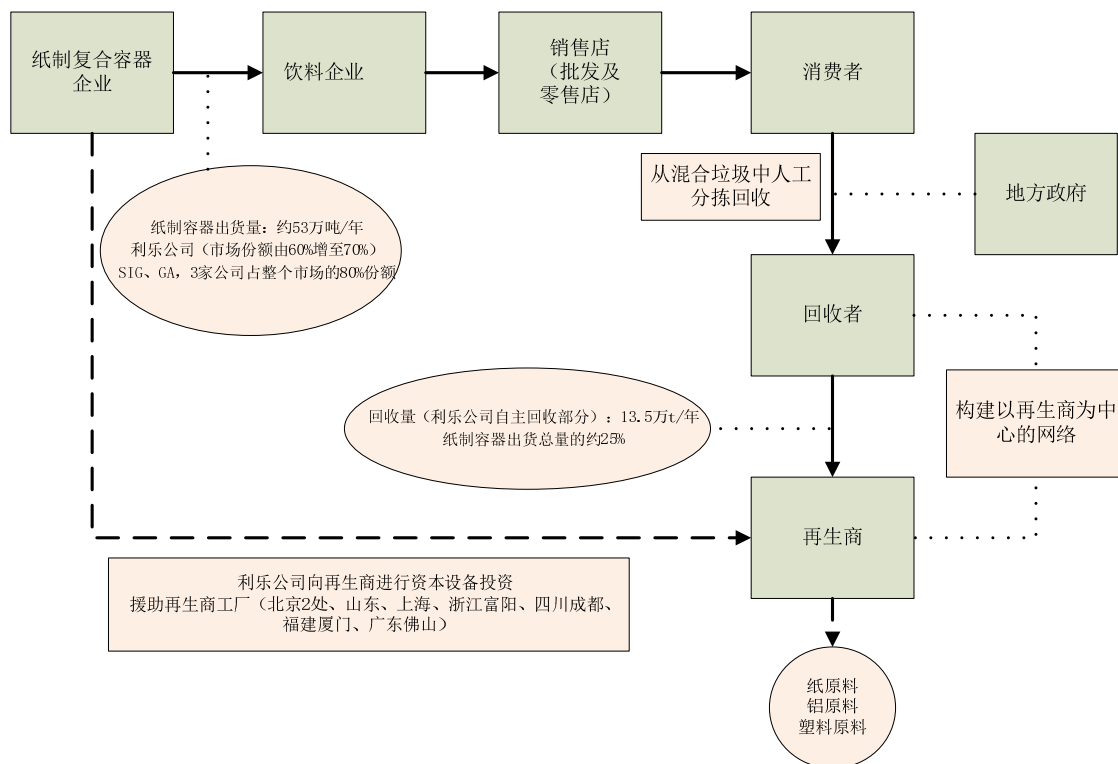 纸制复合容器
企业
饮料企业
销售店
（批发及
零售店）
消费者
从混合垃圾中人工
分拣回收
地方政府
纸制容器出货量：约53万吨/年
利乐公司（市场份额由60%增至70%）
SIG、GA，3家公司占整个市场的80%份额
回收者
回收量（利乐公司自主回收部分）：13.5万t/年
纸制容器出货总量的约25%
构建以再生商为中
心的网络
再生商
利乐公司向再生商进行资本设备投资
援助再生商工厂（北京2处、山东、上海、浙江富阳、四川成都、
福建厦门、广东佛山）
纸原料
铝原料
塑料原料